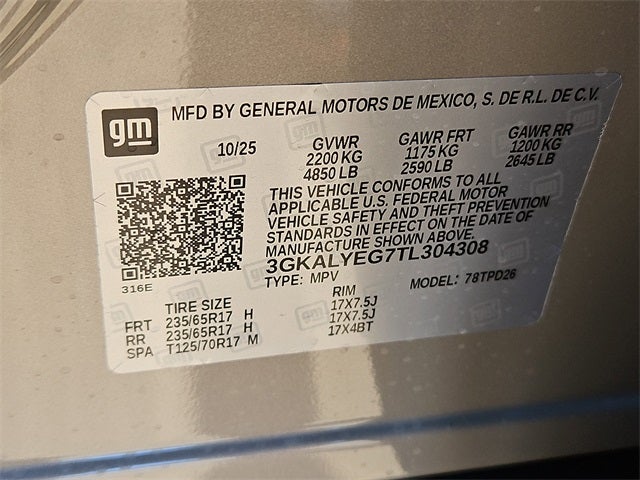 gm
MFD BY GENERAL MOTORS DE MEXICO, S. DE R.L. DE C.V.
10/25 GVWR GAWR FRT GAWR RR
2200 KG 1175 KG 1200 KG
4850 LB 2590 LB 2645 LB
THIS VEHICLE CONFORMS TO ALL
APPLICABLE U.S. FEDERAL MOTOR
VEHICLE SAFETY AND THEFT PREVENTION
STANDARDS IN EFFECT ON THE DATE OF
MANUFACTURE SHOWN ABOVE.
3GKALYEG7TL304308
316E
TYPE: MPV MODEL: 78TPD26
TIRE SIZE RIM
FRT 235/65R17 H 17X7.5J
RR 235/65R17 H 17X7.5J
SPA T125/70R17 M 17X4BT